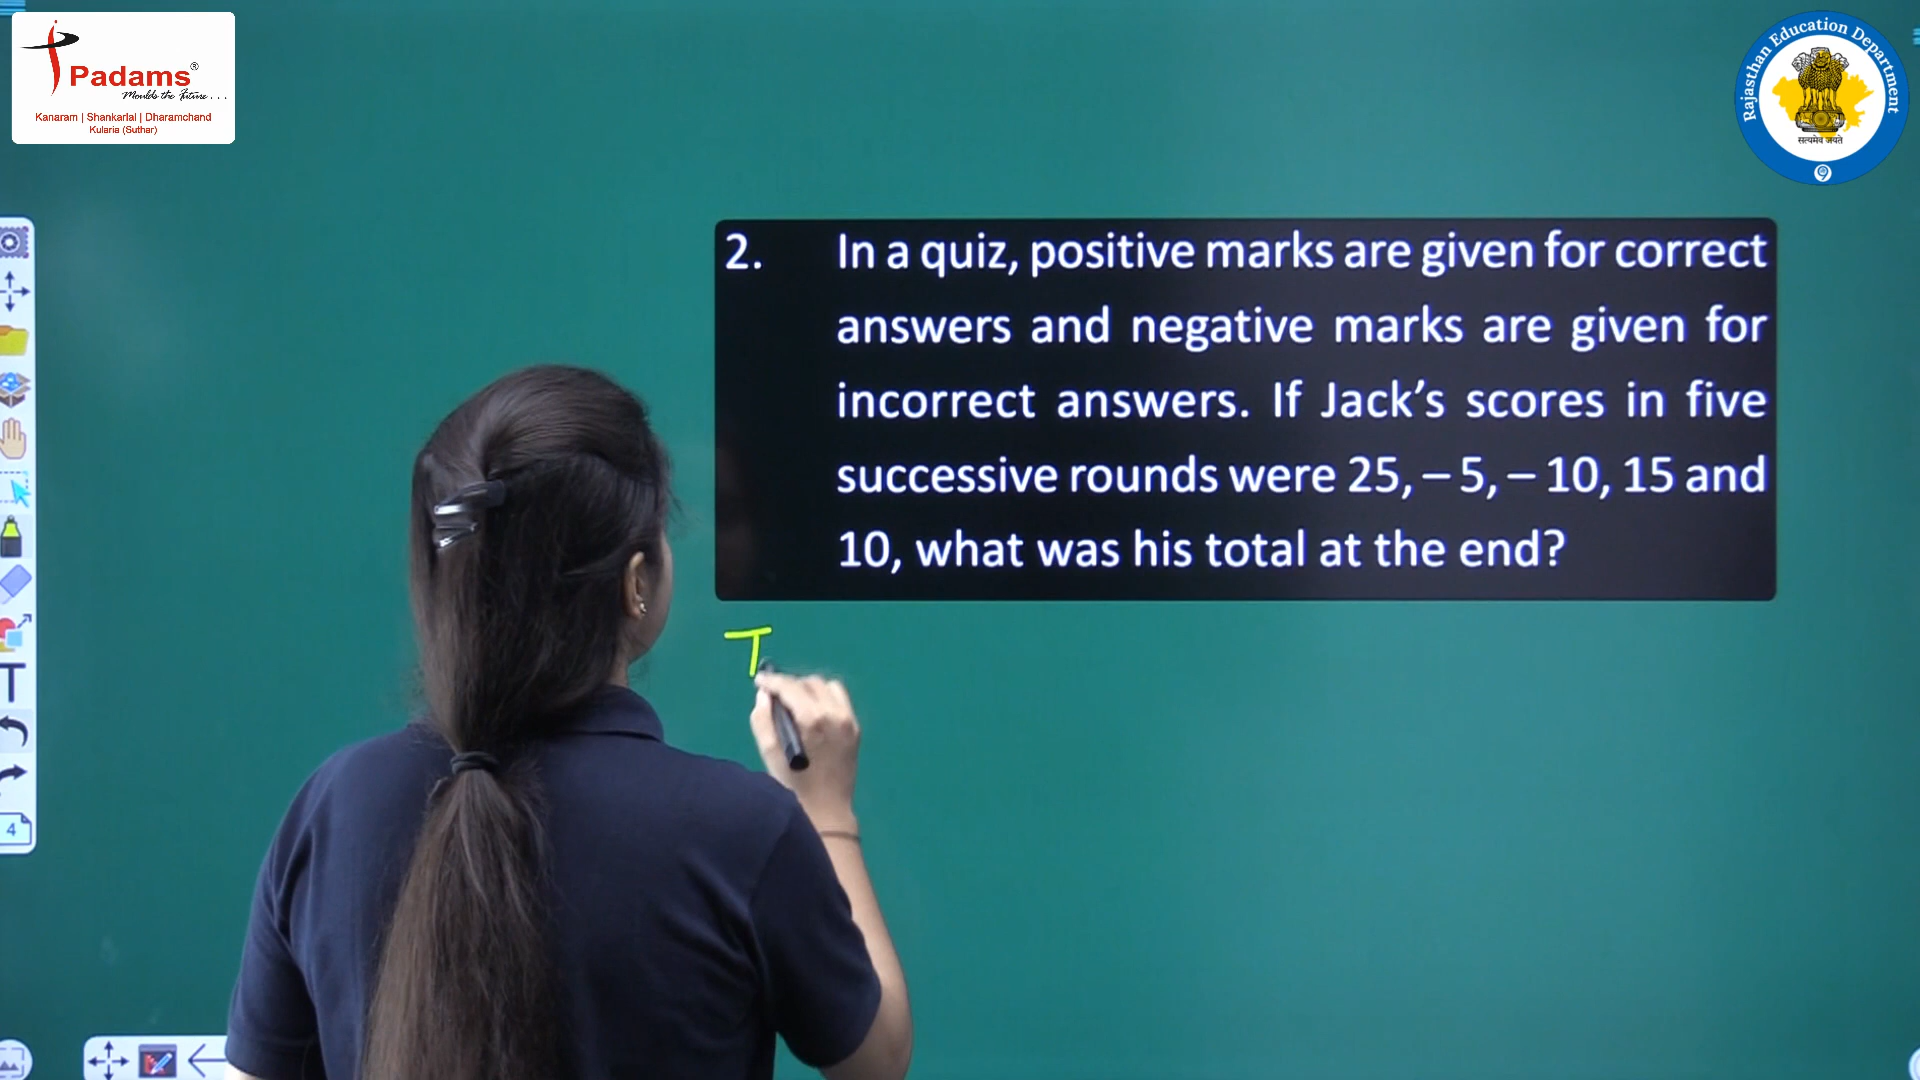 Padams®
Moulds the Future...
Kanaram | Shankarlal | Dharamchand
Kularia (Suthar)
Rajasthan Education Department
सत्यमेव जयते
2. In a quiz, positive marks are given for correct
answers and negative marks are given for
incorrect answers. If Jack's scores in five
successive rounds were 25, – 5, – 10, 15 and
10, what was his total at the end?
T
T
4